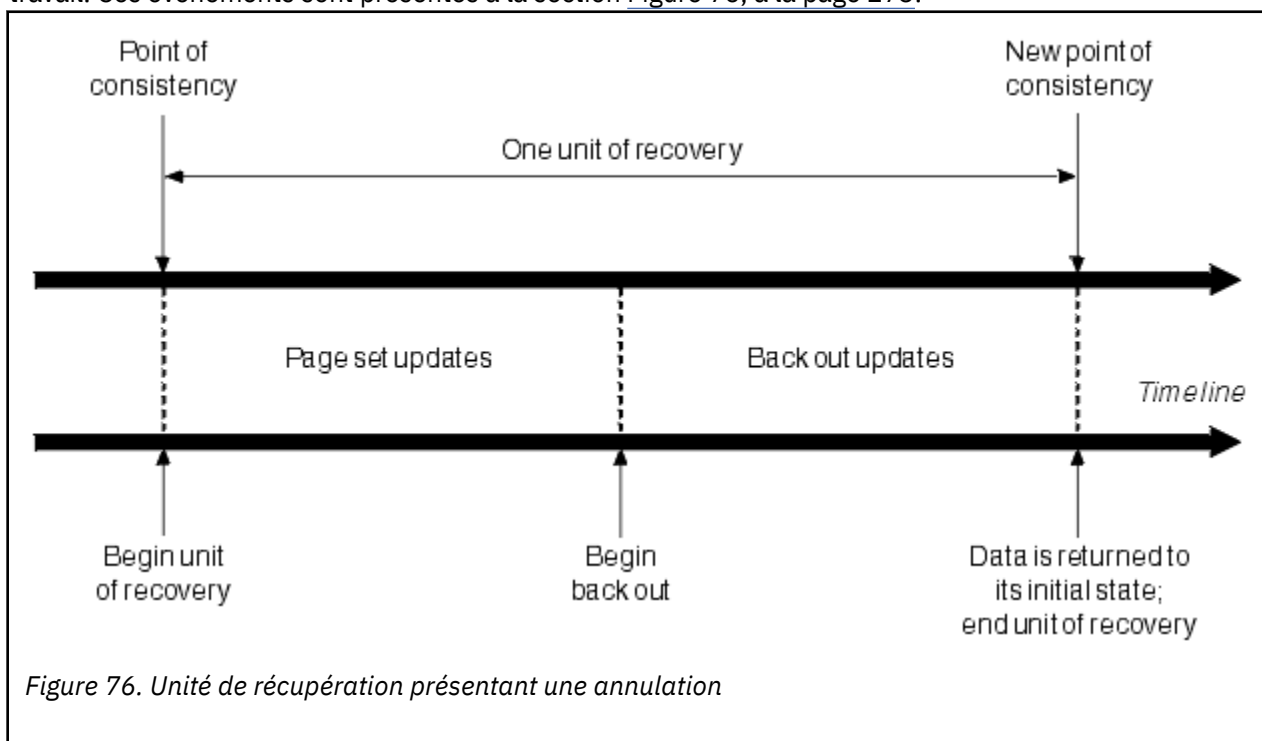 travail. Ces événements sont présentés à la section Figure 76, à la page 275.
Point of
consistency
New point of
consistency
One unit of recovery
Page set updates
Back out updates
Timeline
Begin unit
of recovery
Begin
back out
Data is returned to
its initial state;
end unit of recovery
Figure 76. Unité de récupération présentant une annulation